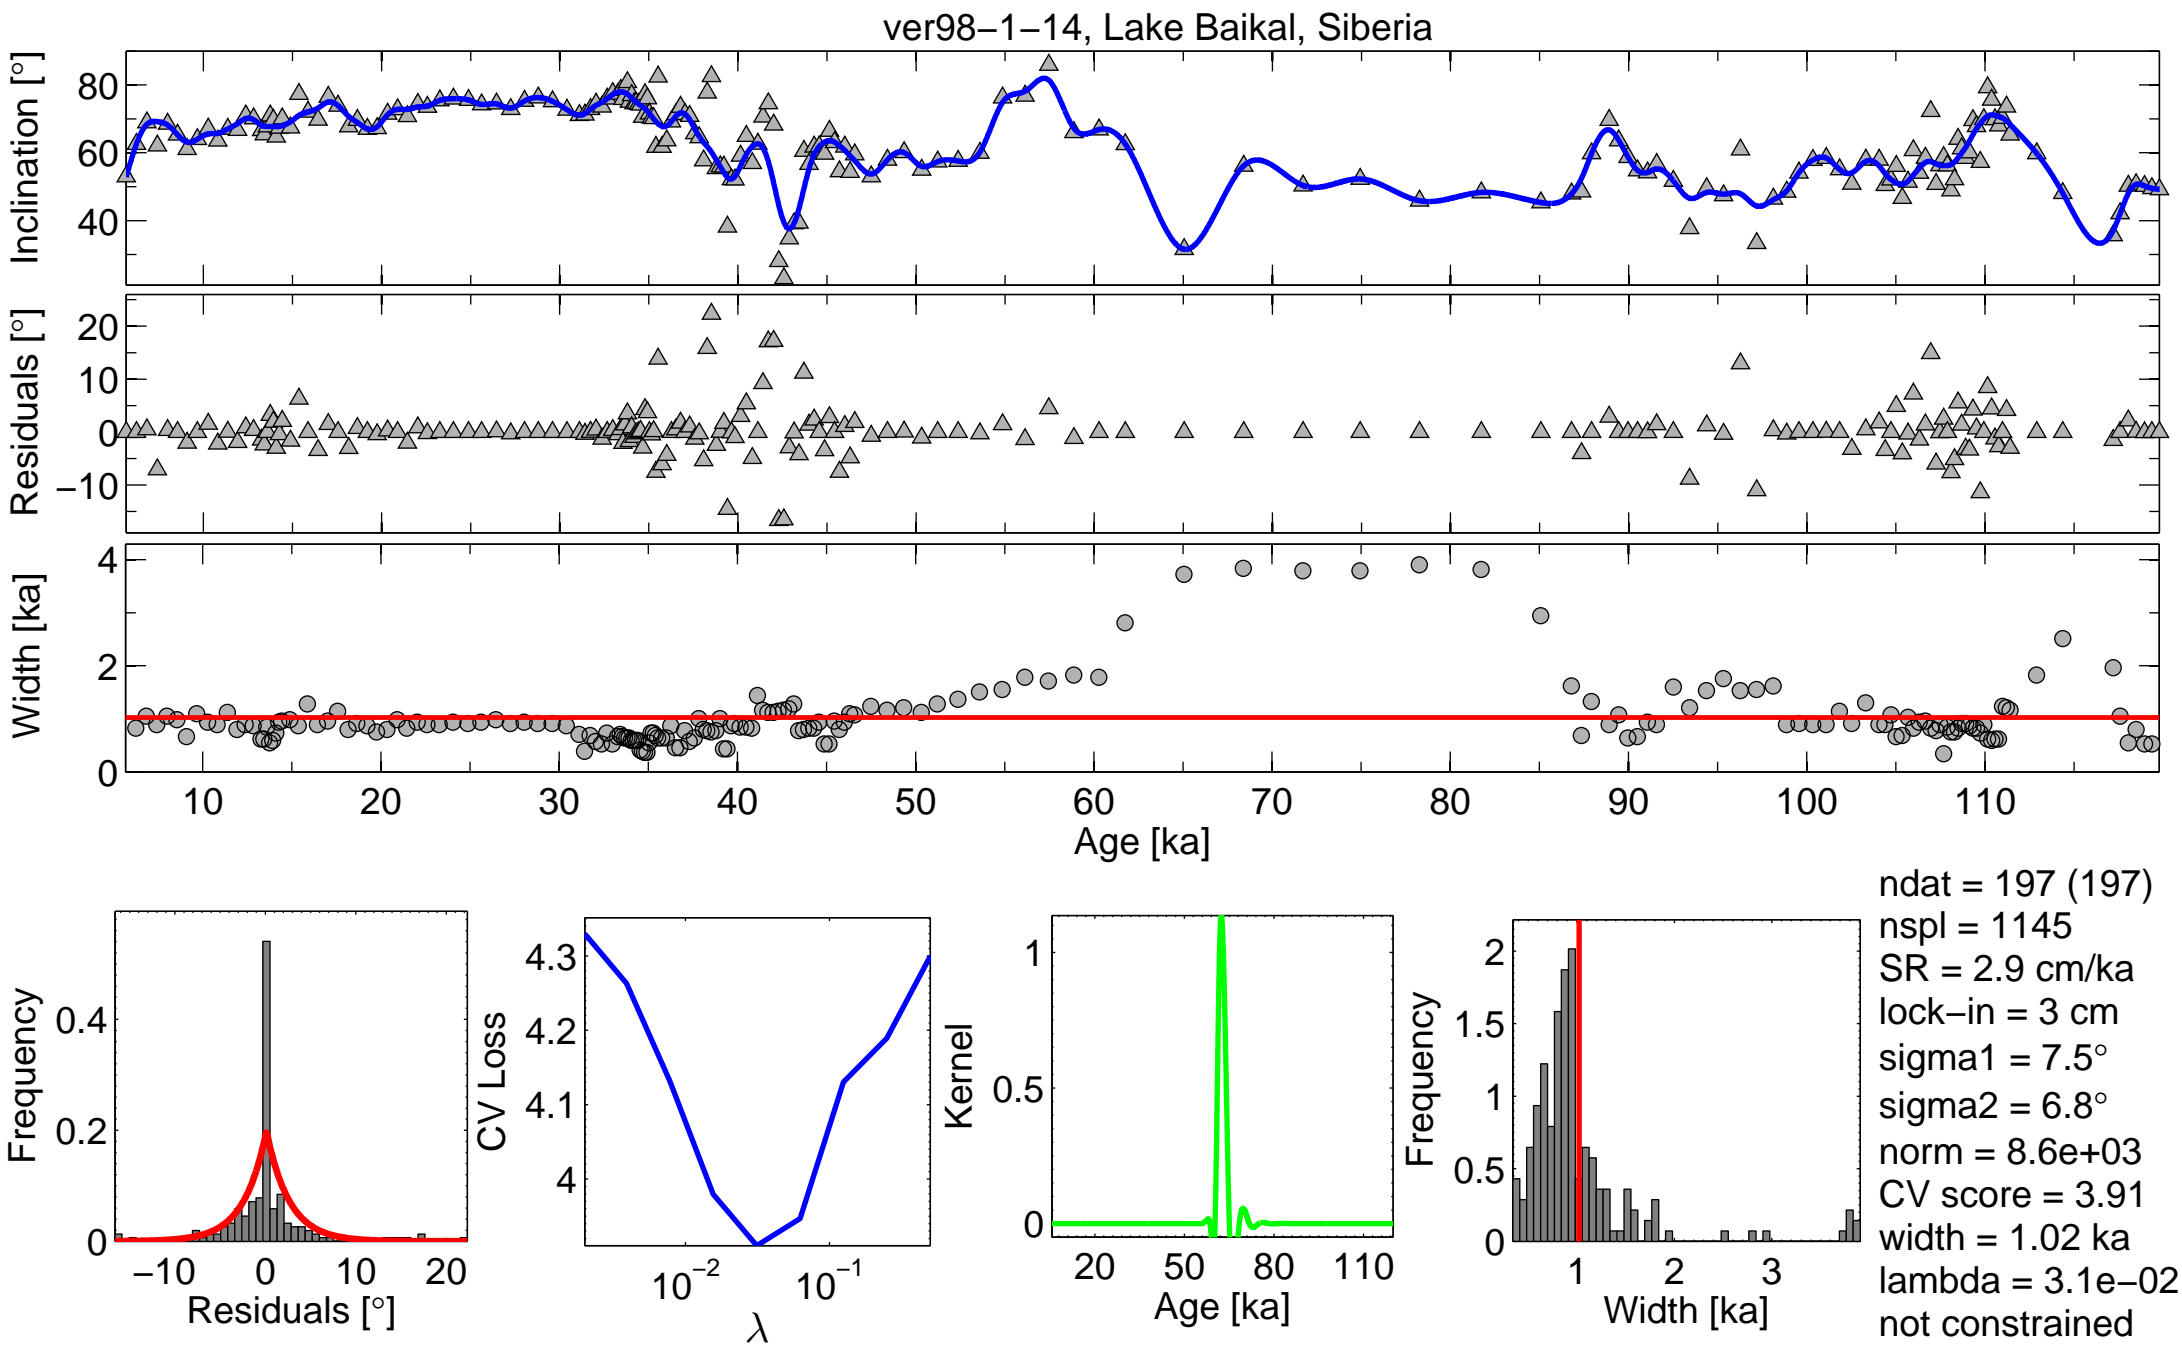 ver98−1−14, Lake Baikal, Siberia
Inclination [°]
80
60
40
Residuals [°]
20
10
0
−10
Width [ka]
4
2
0
10 20 30 40 50 60 70 80 90 100 110
Age [ka]
Frequency
0.4
0.2
0
−10 0 10 20
Residuals [°]
CV Loss
4.3
4.2
4.1
4
10−2 10−1
λ
Kernel
1
0.5
0
20 50 80 110
Age [ka]
Frequency
2
1.5
1
0.5
0
1 2 3
Width [ka]
ndat = 197 (197)
nspl = 1145
SR = 2.9 cm/ka
lock−in = 3 cm
sigma1 = 7.5°
sigma2 = 6.8°
norm = 8.6e+03
CV score = 3.91
width = 1.02 ka
lambda = 3.1e−02
not constrained